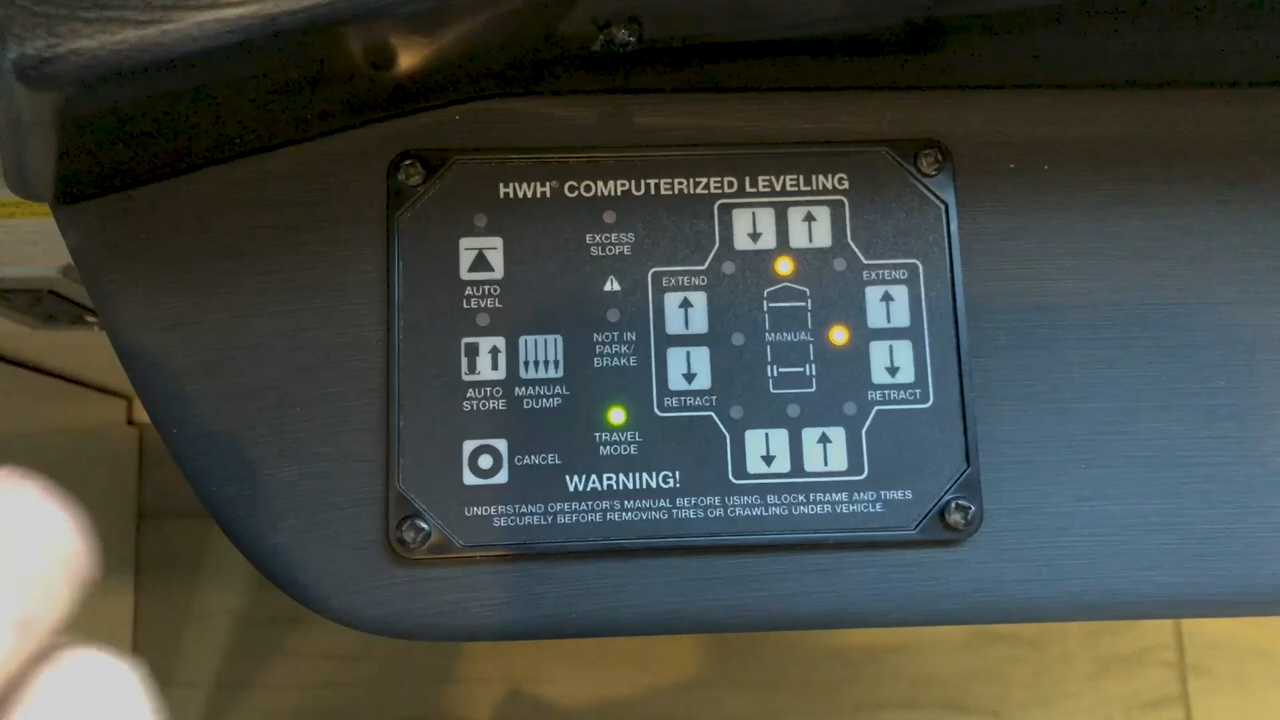 HWH® COMPUTERIZED LEVELING
EXCESS
SLOPE
AUTO
LEVEL
NOT IN
PARK/
BRAKE
AUTO
STORE
MANUAL
DUMP
TRAVEL
MODE
CANCEL
EXTEND
RETRACT
MANUAL
EXTEND
RETRACT
WARNING!
UNDERSTAND OPERATOR'S MANUAL BEFORE USING. BLOCK FRAME AND TIRES
SECURELY BEFORE REMOVING TIRES OR CRAWLING UNDER VEHICLE.